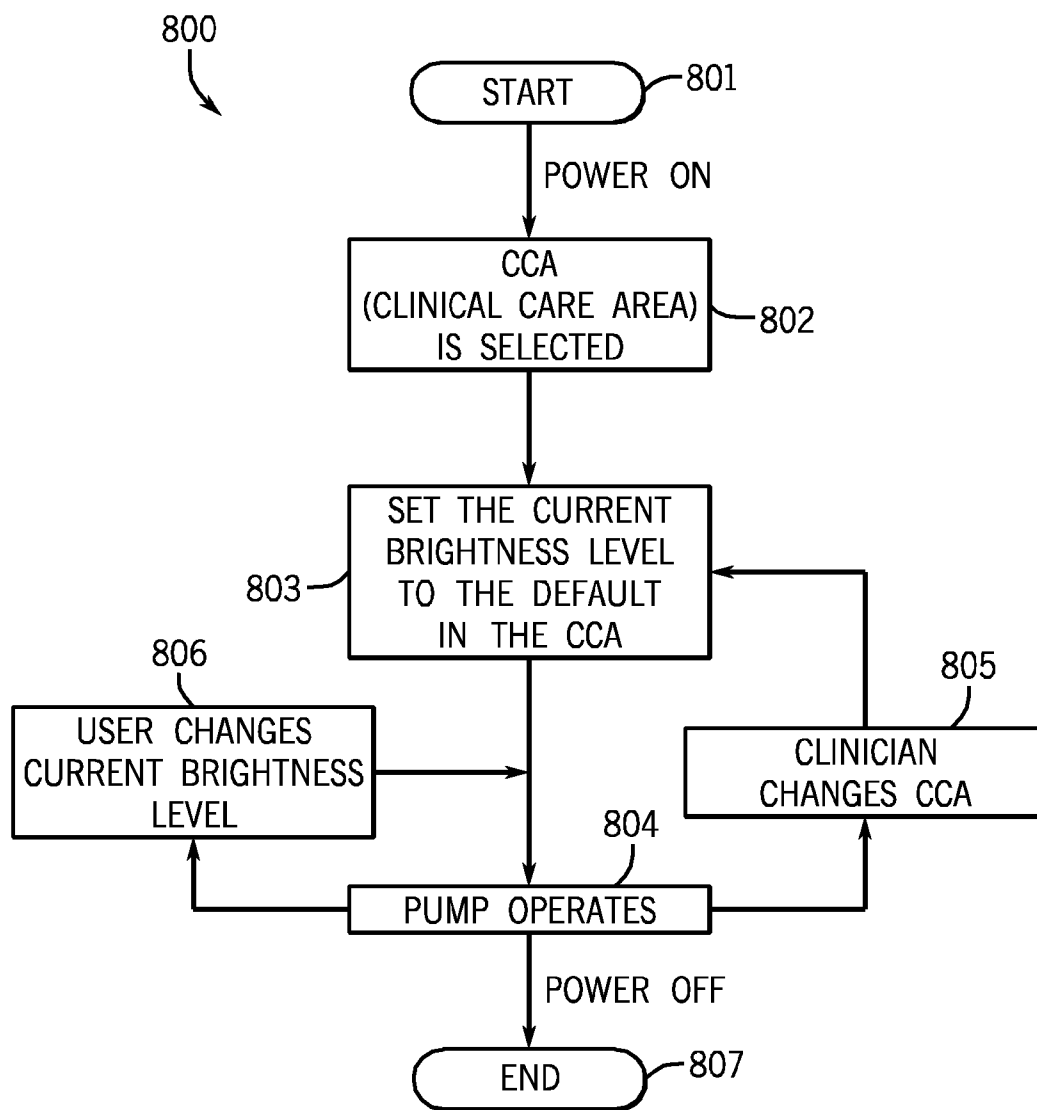 800
START
801
POWER ON
CCA
(CLINICAL CARE AREA)
IS SELECTED
802
SET THE CURRENT
BRIGHTNESS LEVEL
TO THE DEFAULT
IN THE CCA
803
806
USER CHANGES
CURRENT BRIGHTNESS
LEVEL
805
CLINICIAN
CHANGES CCA
804
PUMP OPERATES
POWER OFF
END
807